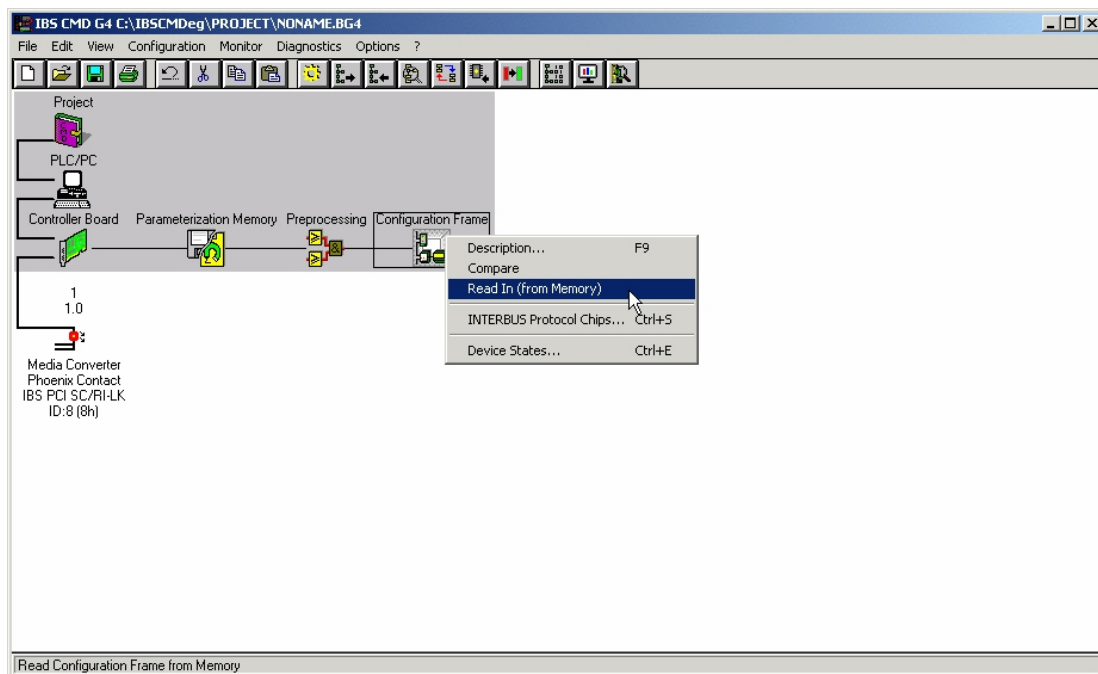 IBS CMD G4 C:\IBSCMDeg\PROJECT\NONAME.BG4
File Edit View Configuration Monitor Diagnostics Options ?
Project
PLC/PC
Controller Board Parameterization Memory Preprocessing Configuration Frame
Description... F9
Compare
Read In (from Memory)
INTERBUS Protocol Chips... Ctrl+S
Device States... Ctrl+E
1
1.0
Media Converter
Phoenix Contact
IBS PCI SC/RI-LK
ID:8 (8h)
Read Configuration Frame from Memory